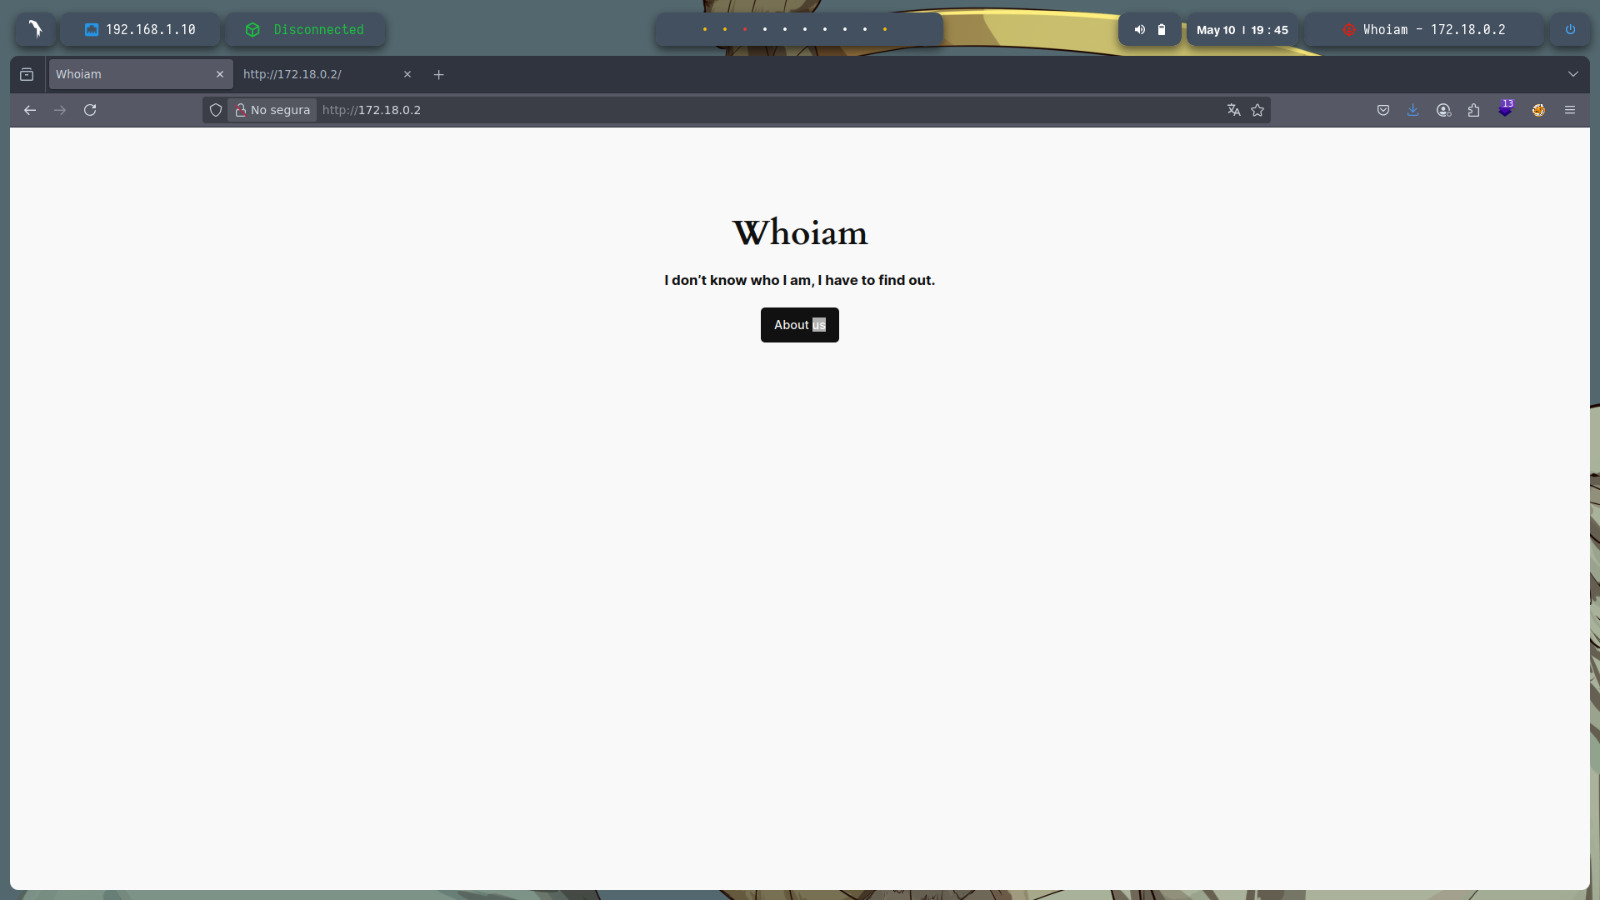 192.168.1.10
Disconnected
May 10 | 19 : 45
Whoiam - 172.18.0.2
Whoiam
http://172.18.0.2/
No segura
http://172.18.0.2
13
Whoiam
I don’t know who I am, I have to find out.
About us